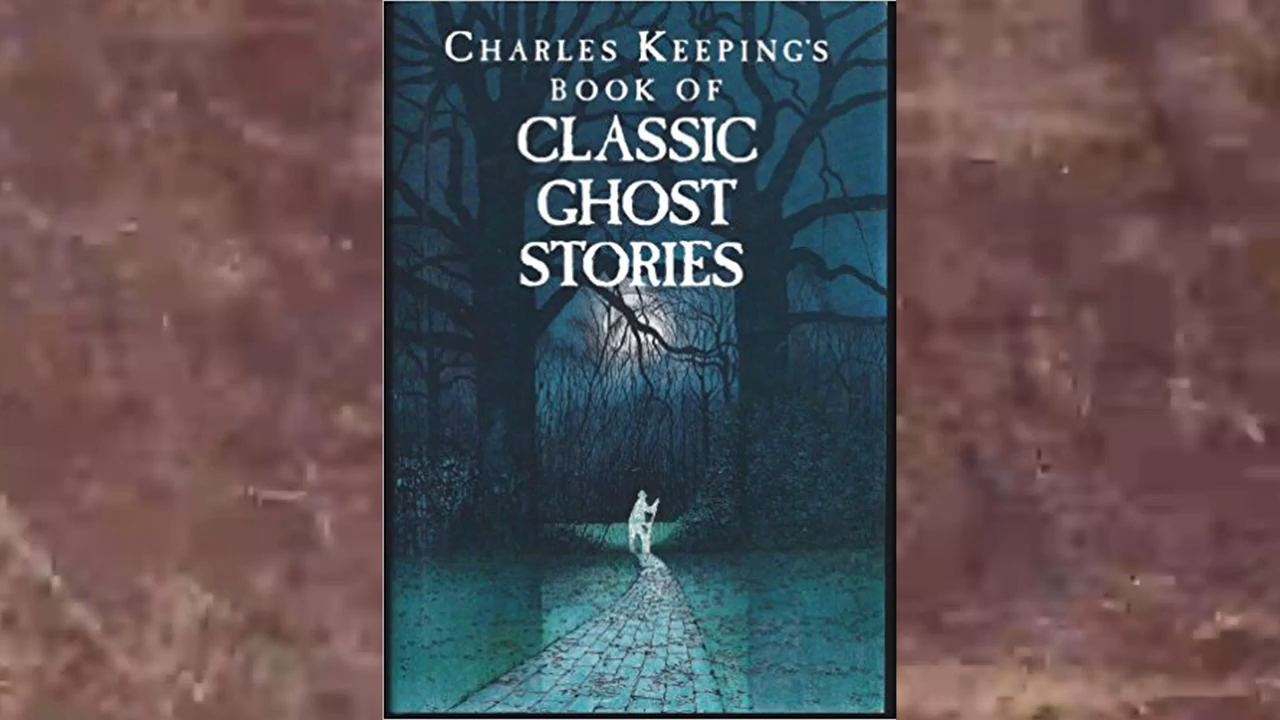 CHARLES KEEPING'S
BOOK OF
CLASSIC
GHOST
STORIES